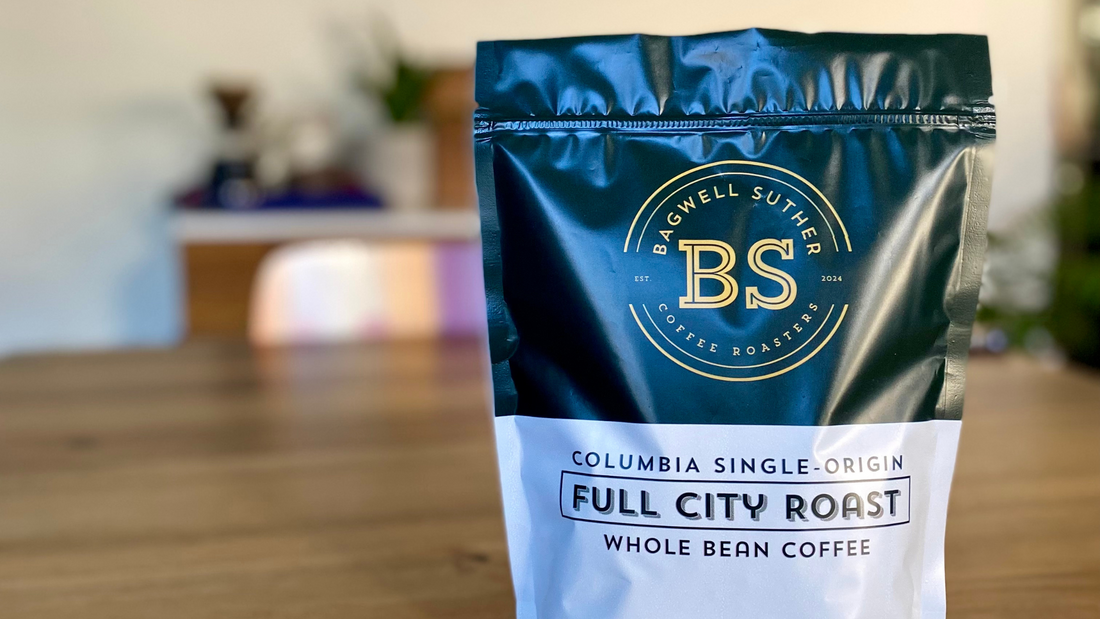 BAGWELL SUTHER
BS
EST. 2024
COFFEE ROASTERS
COLUMBIA SINGLE-ORIGIN
FULL CITY ROAST
WHOLE BEAN COFFEE